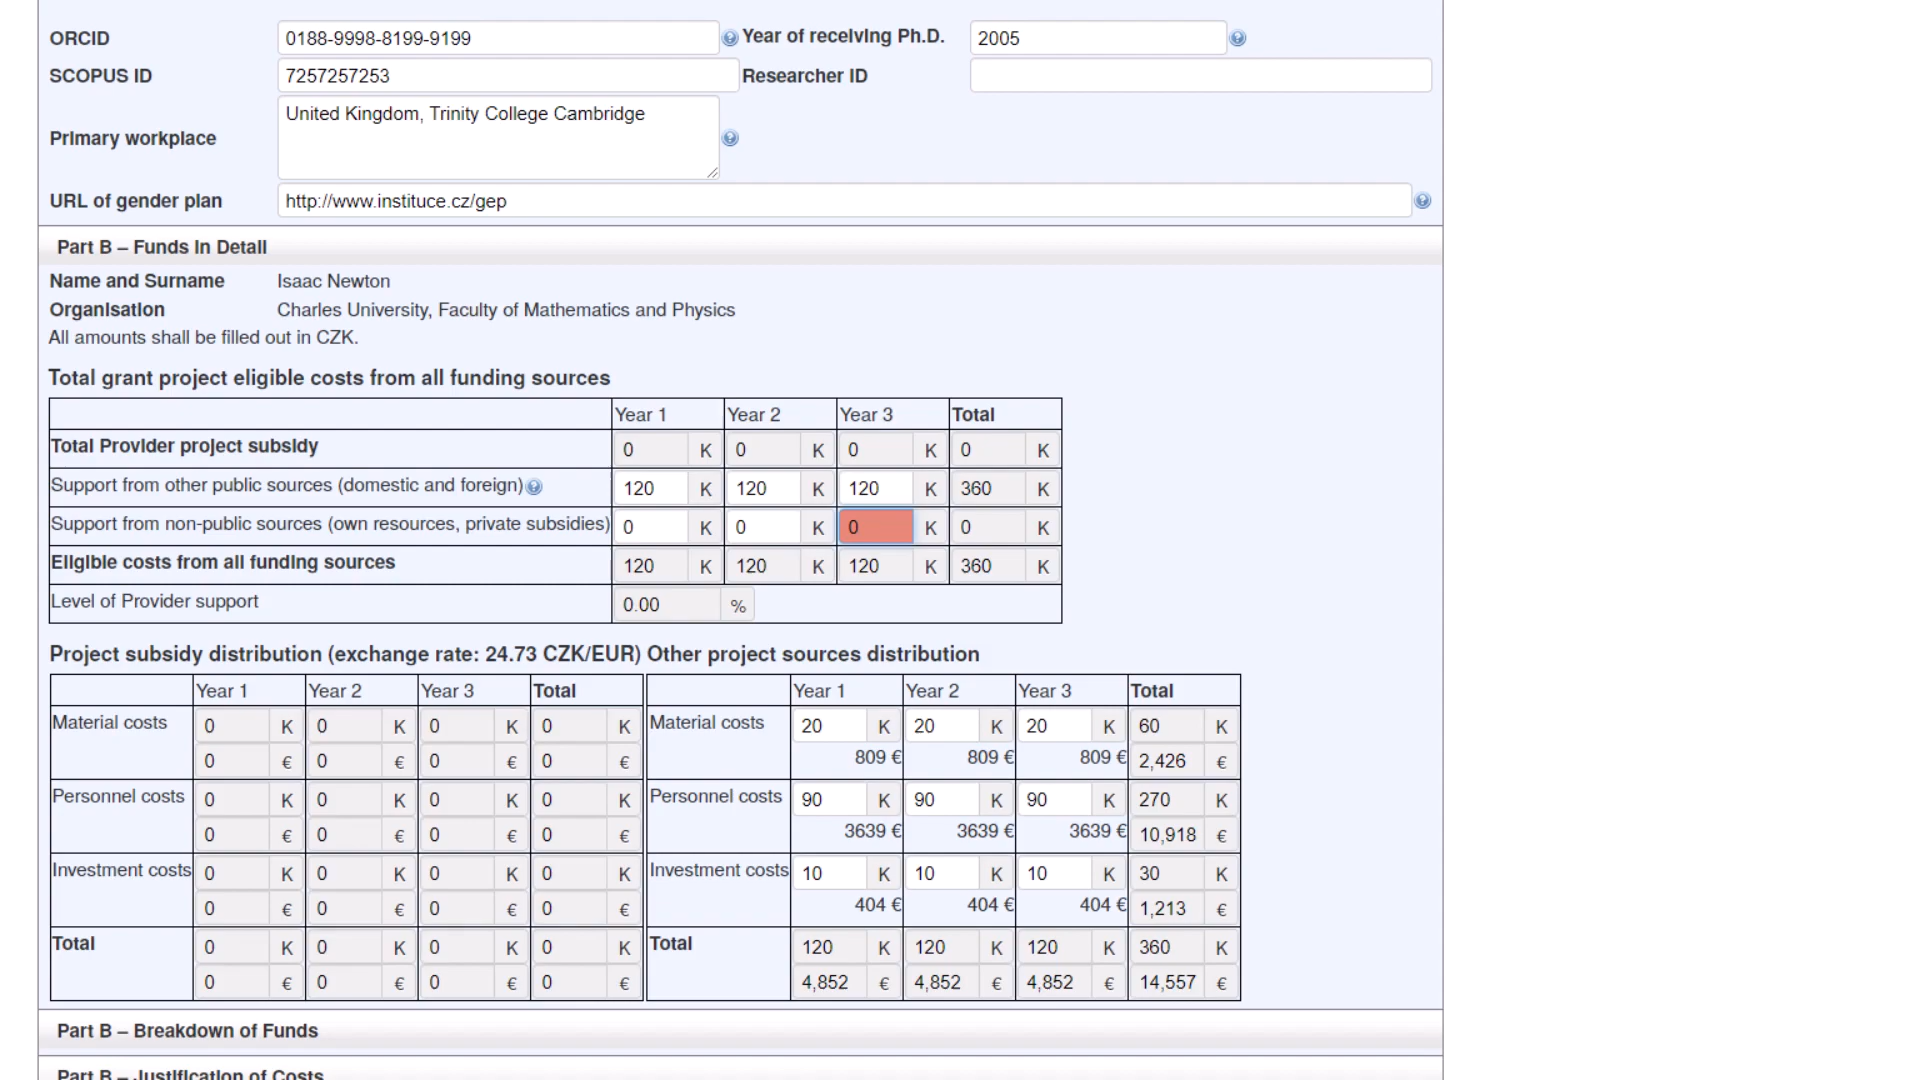 ORCID 0188-9998-8199-9199 Year of receiving Ph.D. 2005
SCOPUS ID 7257257253 Researcher ID
Primary workplace United Kingdom, Trinity College Cambridge
URL of gender plan http://www.instituce.cz/gep
Part B – Funds in Detail
Name and Surname Isaac Newton
Organisation Charles University, Faculty of Mathematics and Physics
All amounts shall be filled out in CZK.
Total grant project eligible costs from all funding sources
Year 1 Year 2 Year 3 Total
Total Provider project subsidy 0 K 0 K 0 K 0 K
Support from other public sources (domestic and foreign) 120 K 120 K 120 K 360 K
Support from non-public sources (own resources, private subsidies) 0 K 0 K 0 K 0 K
Eligible costs from all funding sources 120 K 120 K 120 K 360 K
Level of Provider support 0.00 %
Project subsidy distribution (exchange rate: 24.73 CZK/EUR) Other project sources distribution
Year 1 Year 2 Year 3 Total Year 1 Year 2 Year 3 Total
Material costs 0 K 0 K 0 K 0 K Material costs 20 K 20 K 20 K 60 K
0 € 0 € 0 € 0 € 809 € 809 € 809 € 2,426 €
Personnel costs 0 K 0 K 0 K 0 K Personnel costs 90 K 90 K 90 K 270 K
0 € 0 € 0 € 0 € 3639 € 3639 € 3639 € 10,918 €
Investment costs 0 K 0 K 0 K 0 K Investment costs 10 K 10 K 10 K 30 K
0 € 0 € 0 € 0 € 404 € 404 € 404 € 1,213 €
Total 0 K 0 K 0 K 0 K Total 120 K 120 K 120 K 360 K
0 € 0 € 0 € 0 € 4,852 € 4,852 € 4,852 € 14,557 €
Part B – Breakdown of Funds
Part B – Justification of Costs